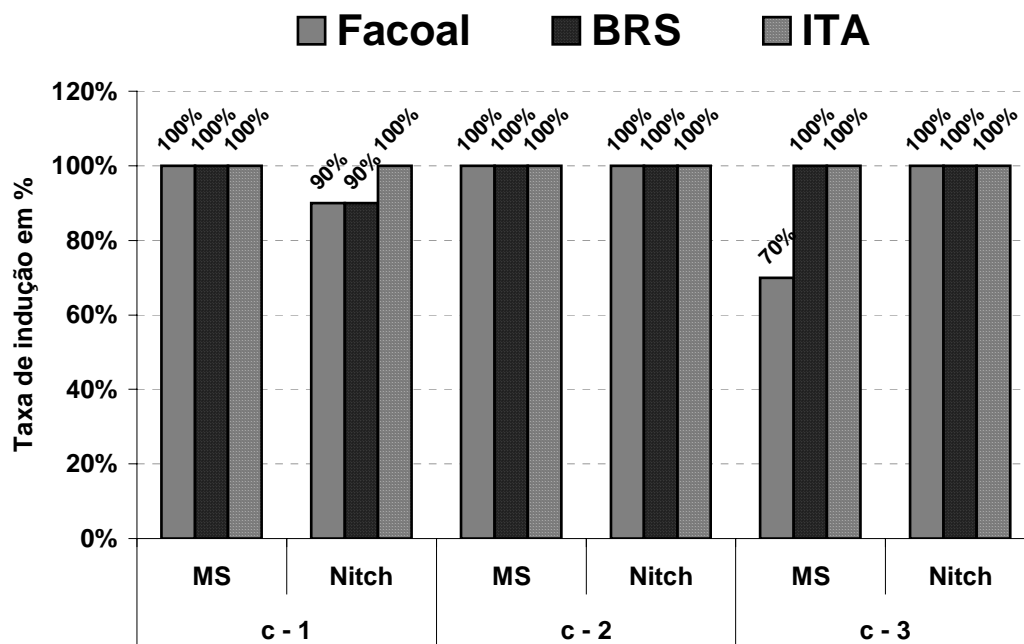 Facoal BRS ITA
Taxa de indução em %
120%
100%
80%
60%
40%
20%
0%
100% 100% 100%
90% 90% 100%
100% 100% 100%
100% 100% 100%
70% 100% 100%
100% 100% 100%
MS Nitch MS Nitch MS Nitch
c - 1 c - 2 c - 3